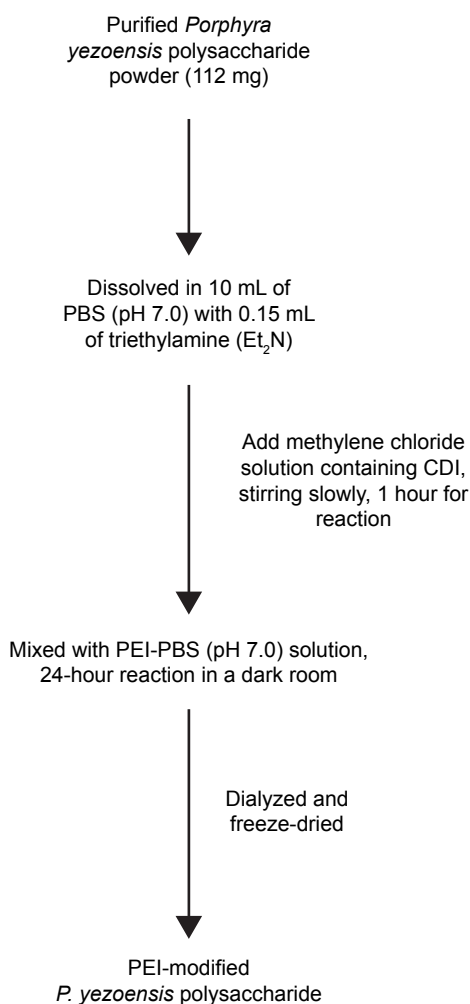 Purified Porphyra
yezoensis polysaccharide
powder (112 mg)
Dissolved in 10 mL of
PBS (pH 7.0) with 0.15 mL
of triethylamine (Et₂N)
Add methylene chloride
solution containing CDI,
stirring slowly, 1 hour for
reaction
Mixed with PEI-PBS (pH 7.0) solution,
24-hour reaction in a dark room
Dialyzed and
freeze-dried
PEI-modified
P. yezoensis polysaccharide